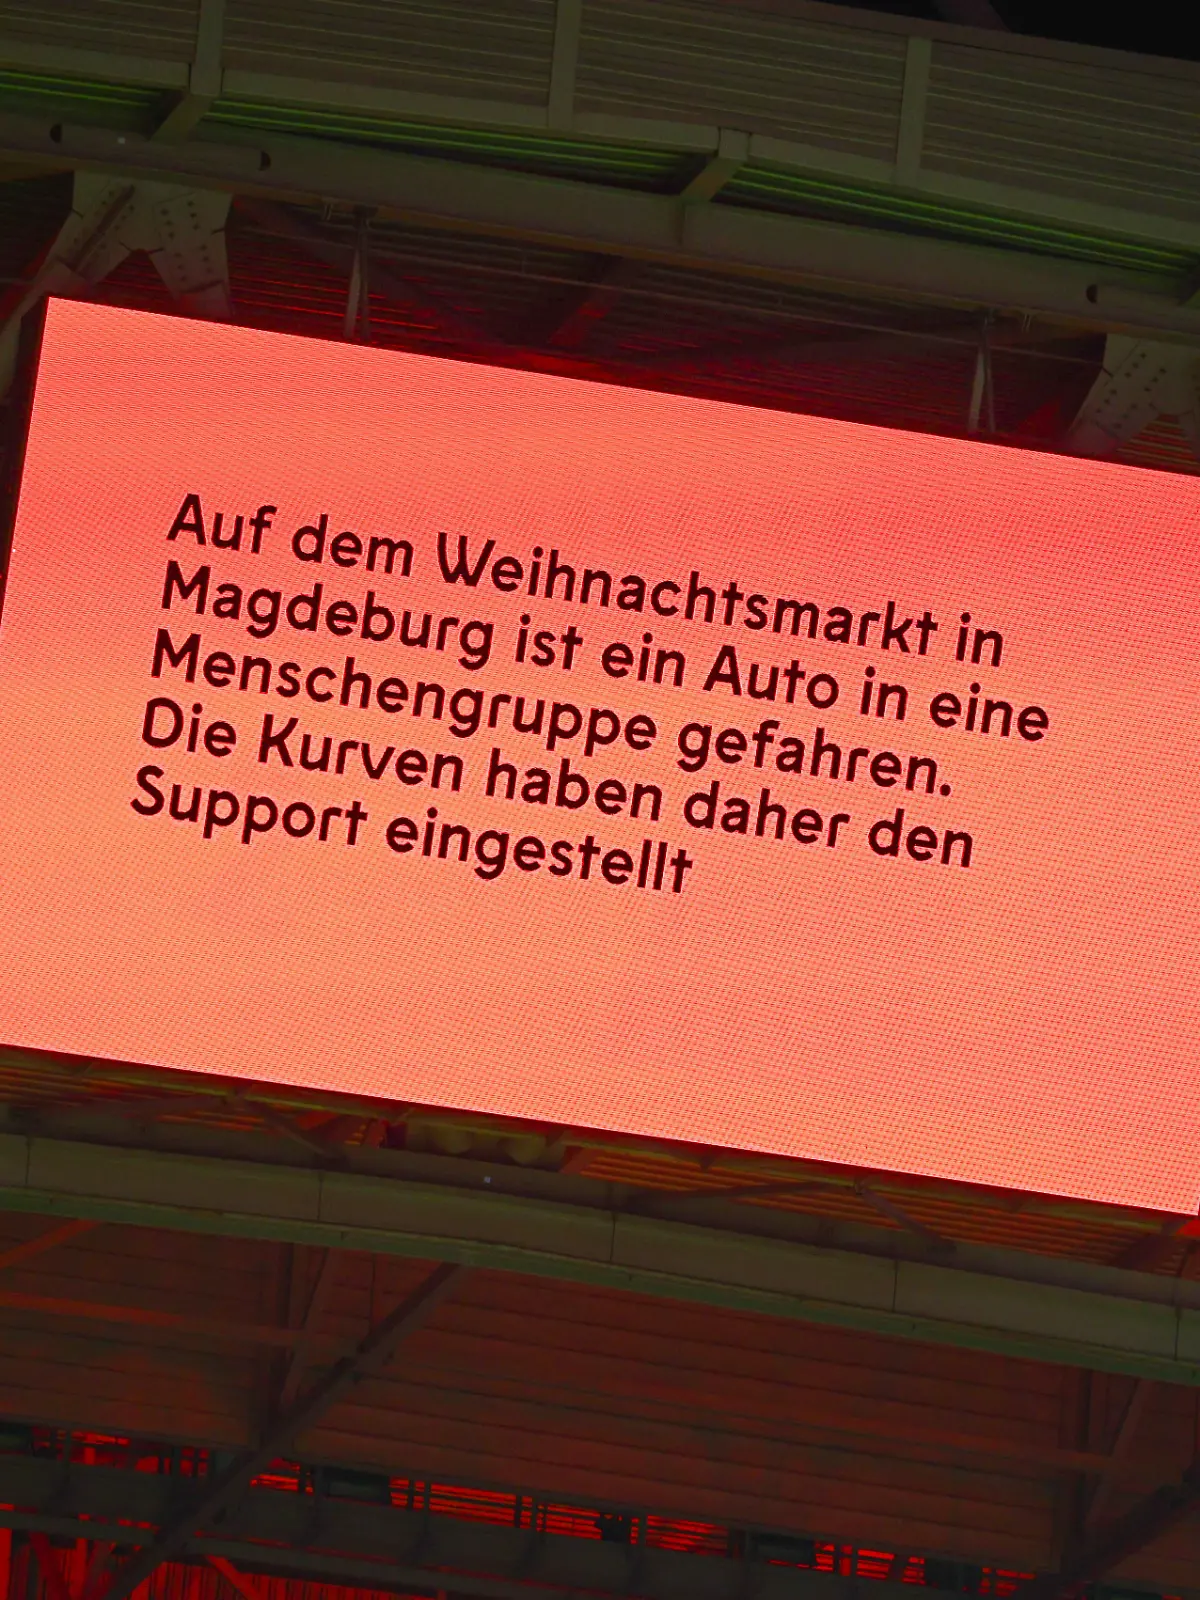 Auf dem Weihnachtsmarkt in
Magdeburg ist ein Auto in eine
Menschengruppe gefahren.
Die Kurven haben daher den
Support eingestellt